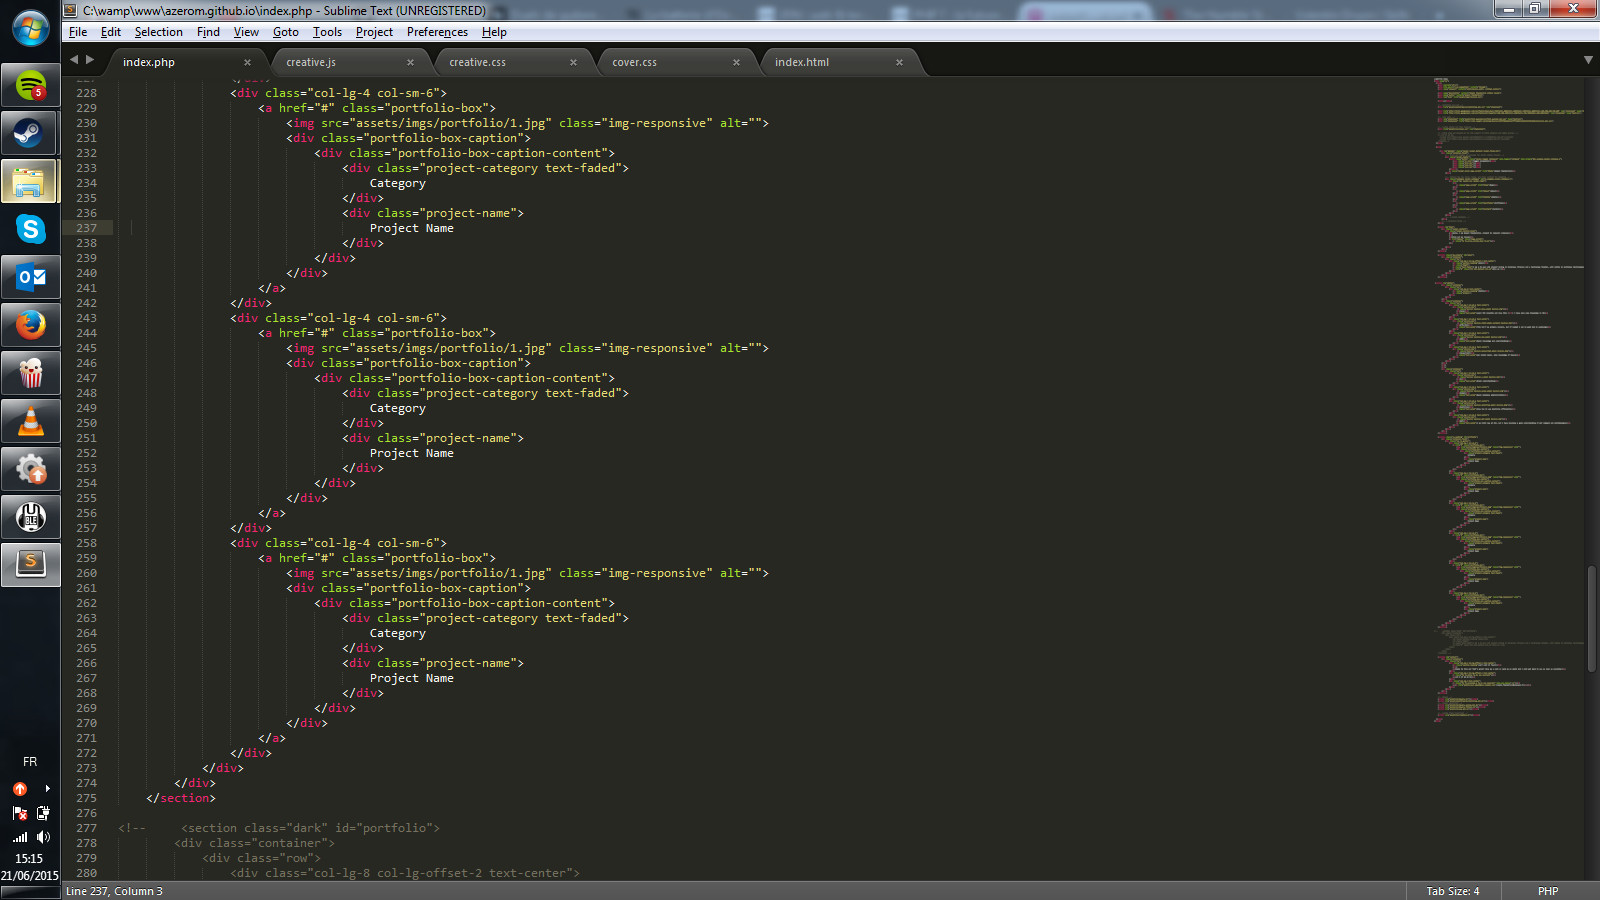 C:\wamp\www\azerom.github.io\index.php - Sublime Text (UNREGISTERED)
File Edit Selection Find View Goto Tools Project Preferences Help
index.php creative.js creative.css cover.css index.html
228 <div class="col-lg-4 col-sm-6">
229 <a href="#" class="portfolio-box">
230 <img src="assets/imgs/portfolio/1.jpg" class="img-responsive" alt="">
231 <div class="portfolio-box-caption">
232 <div class="portfolio-box-caption-content">
233 <div class="project-category text-faded">
234 Category
235 </div>
236 <div class="project-name">
237 Project Name
238 </div>
239 </div>
240 </div>
241 </a>
242 </div>
243 <div class="col-lg-4 col-sm-6">
244 <a href="#" class="portfolio-box">
245 <img src="assets/imgs/portfolio/1.jpg" class="img-responsive" alt="">
246 <div class="portfolio-box-caption">
247 <div class="portfolio-box-caption-content">
248 <div class="project-category text-faded">
249 Category
250 </div>
251 <div class="project-name">
252 Project Name
253 </div>
254 </div>
255 </div>
256 </a>
257 </div>
258 <div class="col-lg-4 col-sm-6">
259 <a href="#" class="portfolio-box">
260 <img src="assets/imgs/portfolio/1.jpg" class="img-responsive" alt="">
261 <div class="portfolio-box-caption">
262 <div class="portfolio-box-caption-content">
263 <div class="project-category text-faded">
264 Category
265 </div>
266 <div class="project-name">
267 Project Name
268 </div>
269 </div>
270 </div>
271 </a>
272 </div>
273 </div>
274 </div>
275 </section>
276
277 <!-- <section class="dark" id="portfolio">
278 <div class="container">
279 <div class="row">
280 <div class="col-lg-8 col-lg-offset-2 text-center">
Line 237, Column 3 Tab Size: 4 PHP
5
FR
15:15
21/06/2015